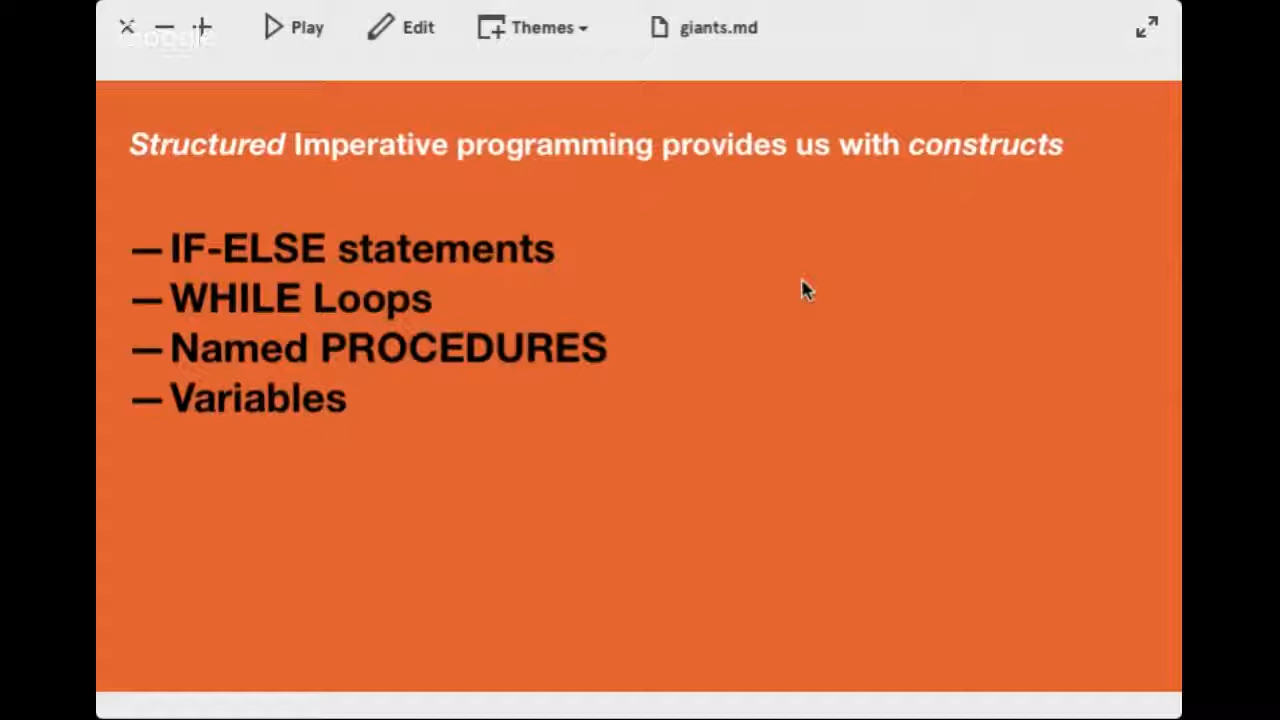 Play Edit Themes giants.md
Structured Imperative programming provides us with constructs
— IF-ELSE statements
— WHILE Loops
— Named PROCEDURES
— Variables